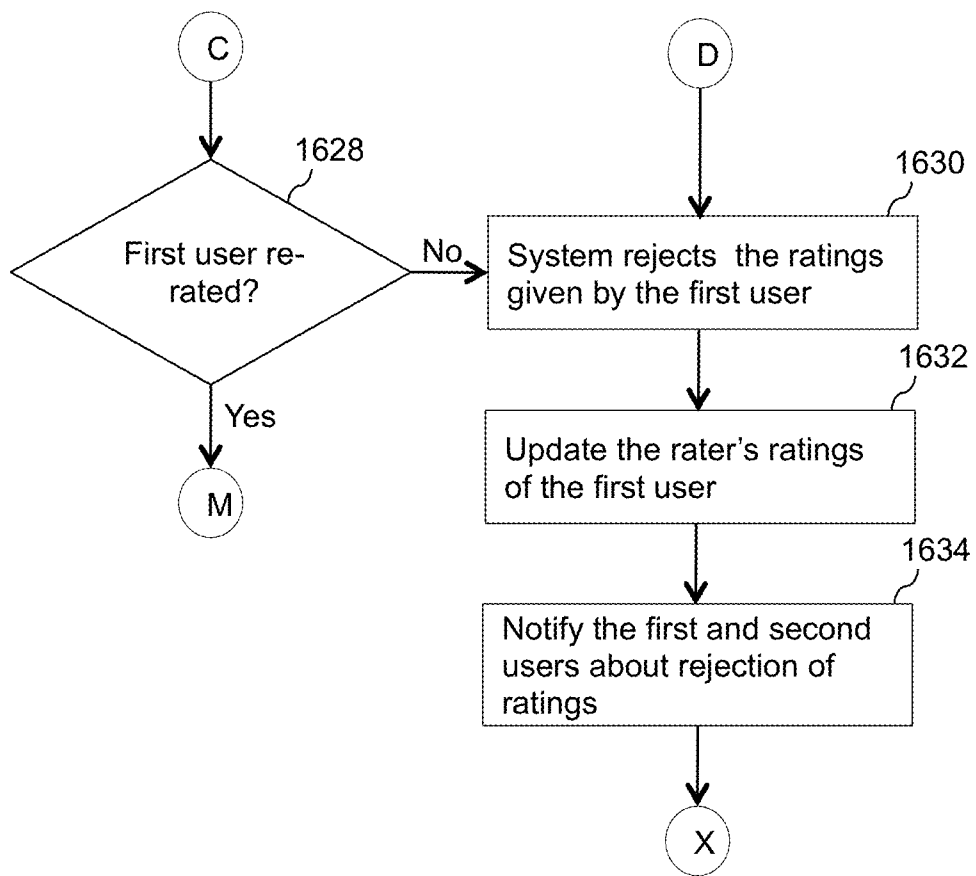 C
D
1628
1630
First user re-
rated?
No
System rejects the ratings
given by the first user
1632
Yes
Update the rater's ratings
of the first user
M
1634
Notify the first and second
users about rejection of
ratings
X